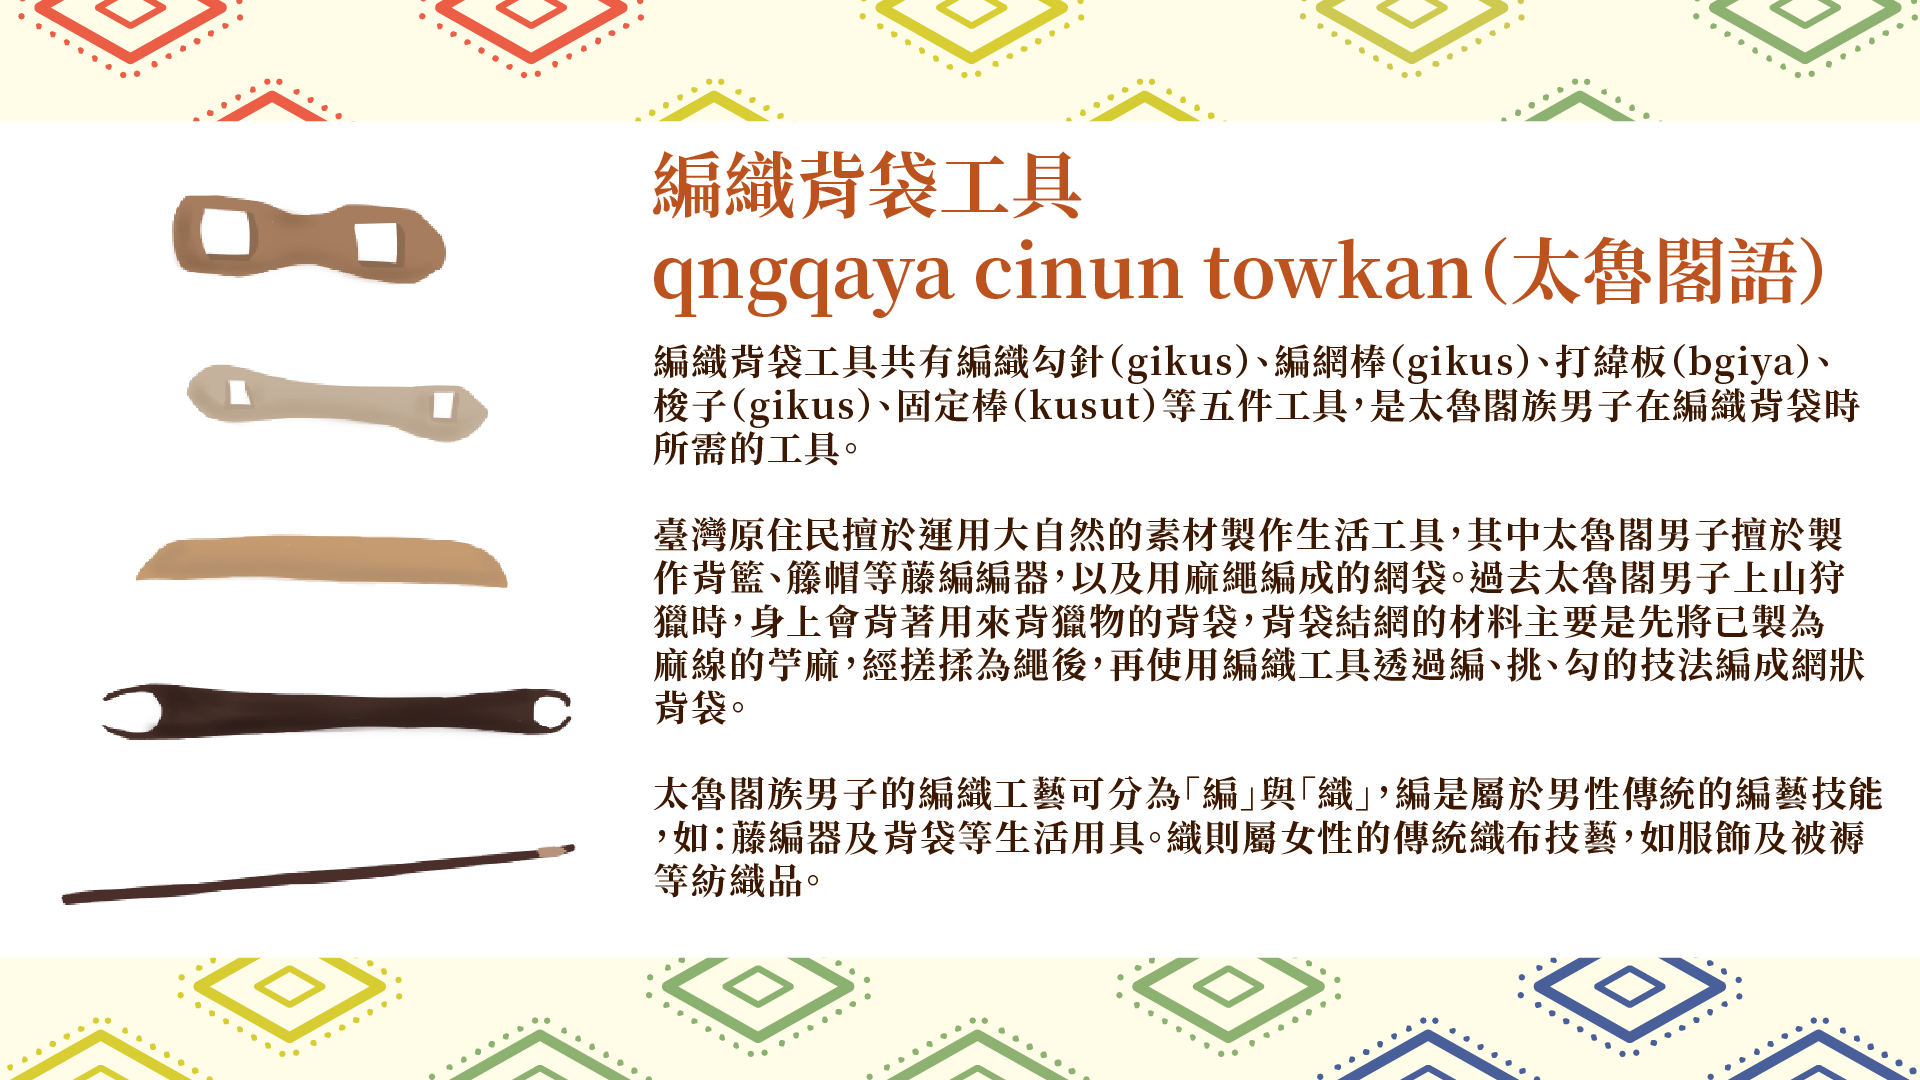 編織背袋工具
qngqaya cinun towkan(太魯閣語)
編織背袋工具共有編織勾針(gikus)、編網棒(gikus)、打緯板(bgiya)、
梭子(gikus)、固定棒(kusut)等五件工具，是太魯閣族男子在編織背袋時
所需的工具。
臺灣原住民擅於運用大自然的素材製作生活工具，其中太魯閣男子擅於製
作背籃、籐帽等藤編編器，以及用麻繩編成的網袋。過去太魯閣男子上山狩
獵時，身上會背著用來背獵物的背袋，背袋結網的材料主要是先將已製為
麻線的苧麻，經搓揉為繩後，再使用編織工具透過編、挑、勾的技法編成網狀
背袋。
太魯閣族男子的編織工藝可分為「編」與「織」，編是屬於男性傳統的編藝技能
，如：藤編器及背袋等生活用具。織則屬女性的傳統織布技藝，如服飾及被褥
等紡織品。